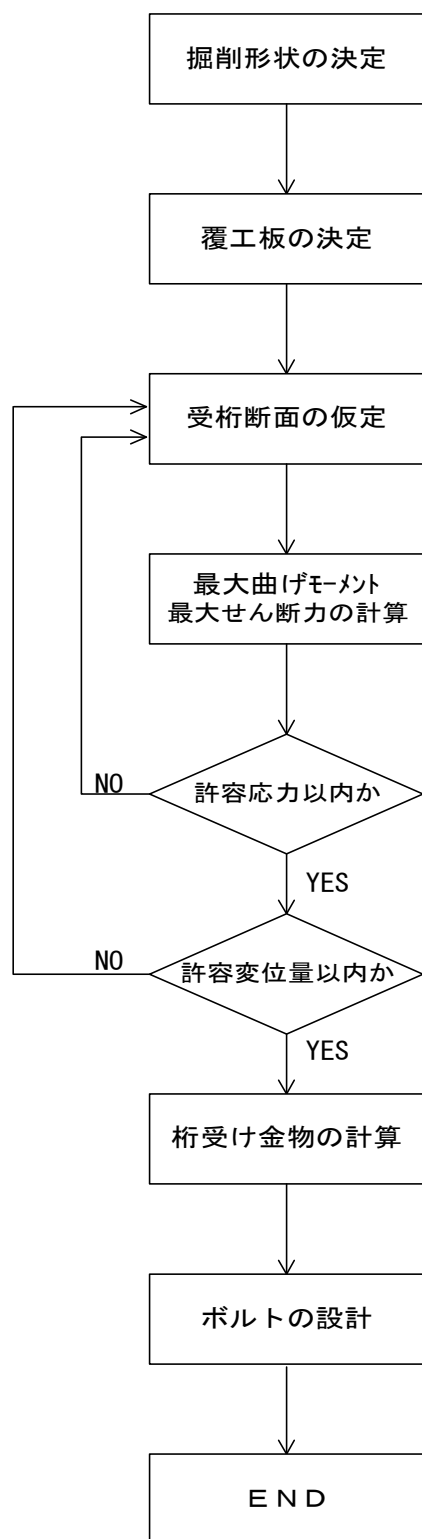 掘削形状の決定
覆工板の決定
受桁断面の仮定
最大曲げﾓｰﾒﾝﾄ
最大せん断力の計算
NO
許容応力以内か
YES
NO
許容変位量以内か
YES
桁受け金物の計算
ボルトの設計
ＥＮＤ